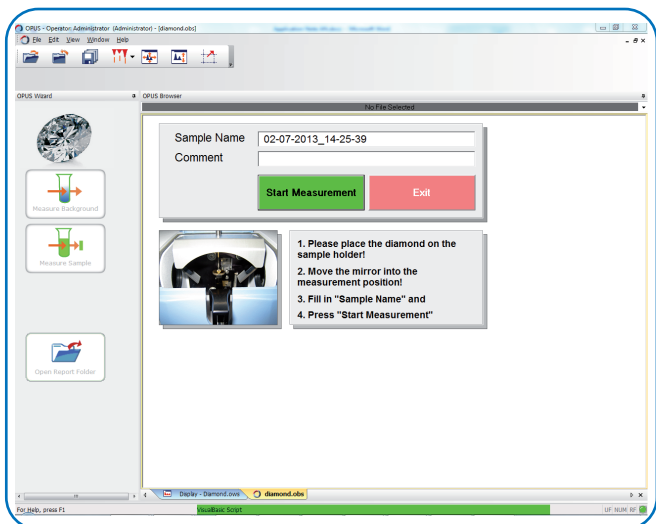 OPUS - Operator: Administrator (Administrator) - [diamond.obs]
File Edit View Window Help
OPUS Wizard
OPUS Browser
No File Selected
Sample Name 02-07-2013_14-25-39
Comment
Start Measurement Exit
Measure Background
Measure Sample
Open Report Folder
1. Please place the diamond on the
sample holder!
2. Move the mirror into the
measurement position!
3. Fill in "Sample Name" and
4. Press "Start Measurement"
Display - Diamond.ows diamond.obs
For Help, press F1 VisualBasic Script UF NUM RF